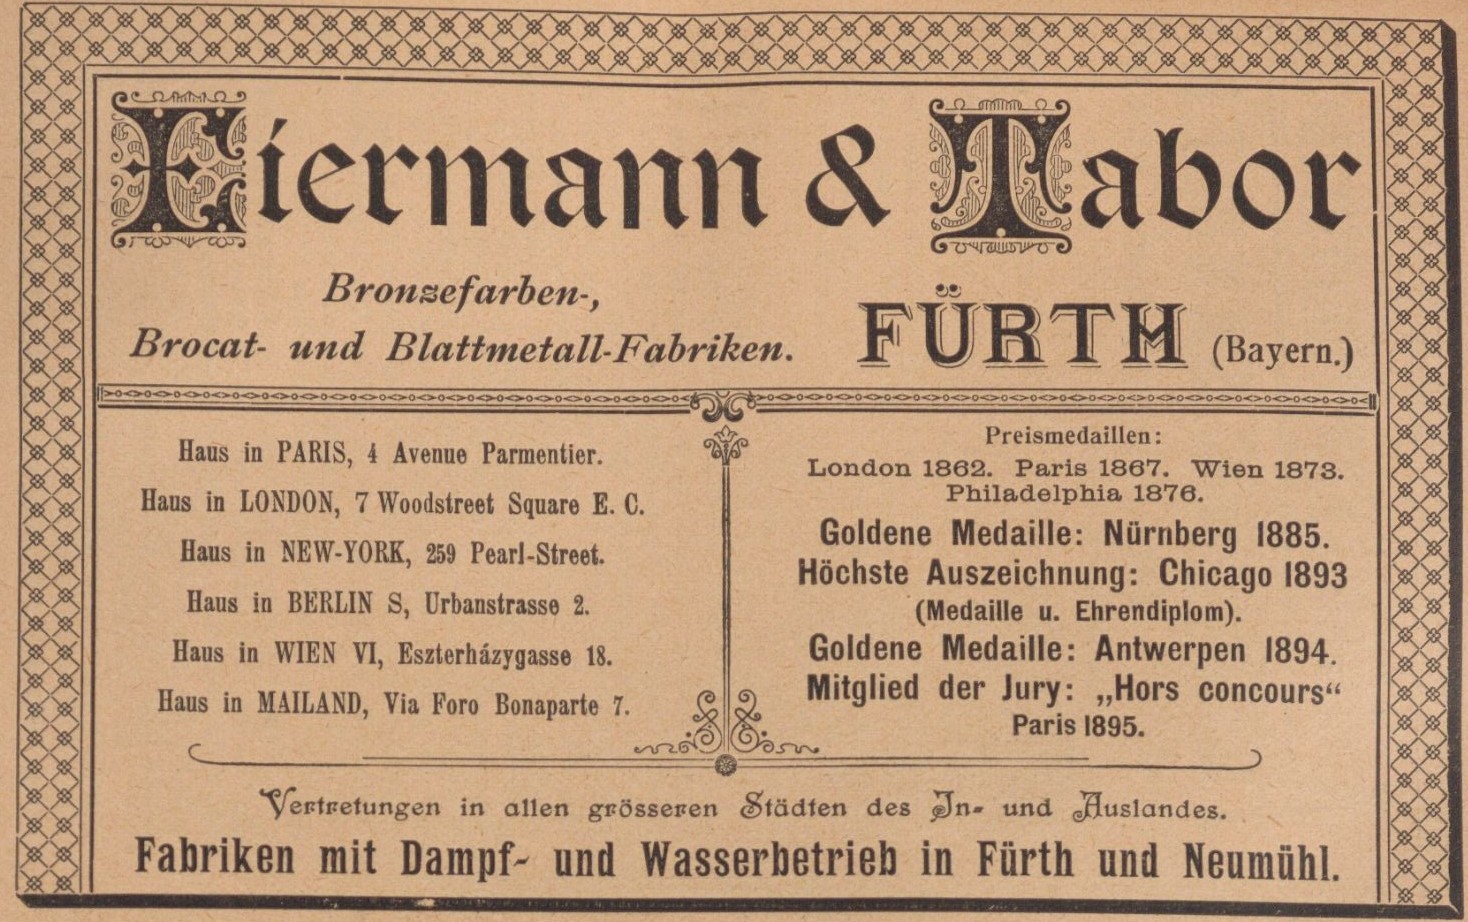 Eiermann & Tabor
Bronzefarben-,
Brocat- und Blattmetall-Fabriken.
FÜRTH (Bayern.)
Haus in PARIS, 4 Avenue Parmentier.
Haus in LONDON, 7 Woodstreet Square E. C.
Haus in NEW-YORK, 259 Pearl-Street.
Haus in BERLIN S, Urbanstrasse 2.
Haus in WIEN VI, Eszterházygasse 18.
Haus in MAILAND, Via Foro Bonaparte 7.
Preismedaillen:
London 1862. Paris 1867. Wien 1873.
Philadelphia 1876.
Goldene Medaille: Nürnberg 1885.
Höchste Auszeichnung: Chicago 1893
(Medaille u. Ehrendiplom).
Goldene Medaille: Antwerpen 1894.
Mitglied der Jury: „Hors concours“
Paris 1895.
Vertretungen in allen grösseren Städten des In- und Auslandes.
Fabriken mit Dampf- und Wasserbetrieb in Fürth und Neumühl.